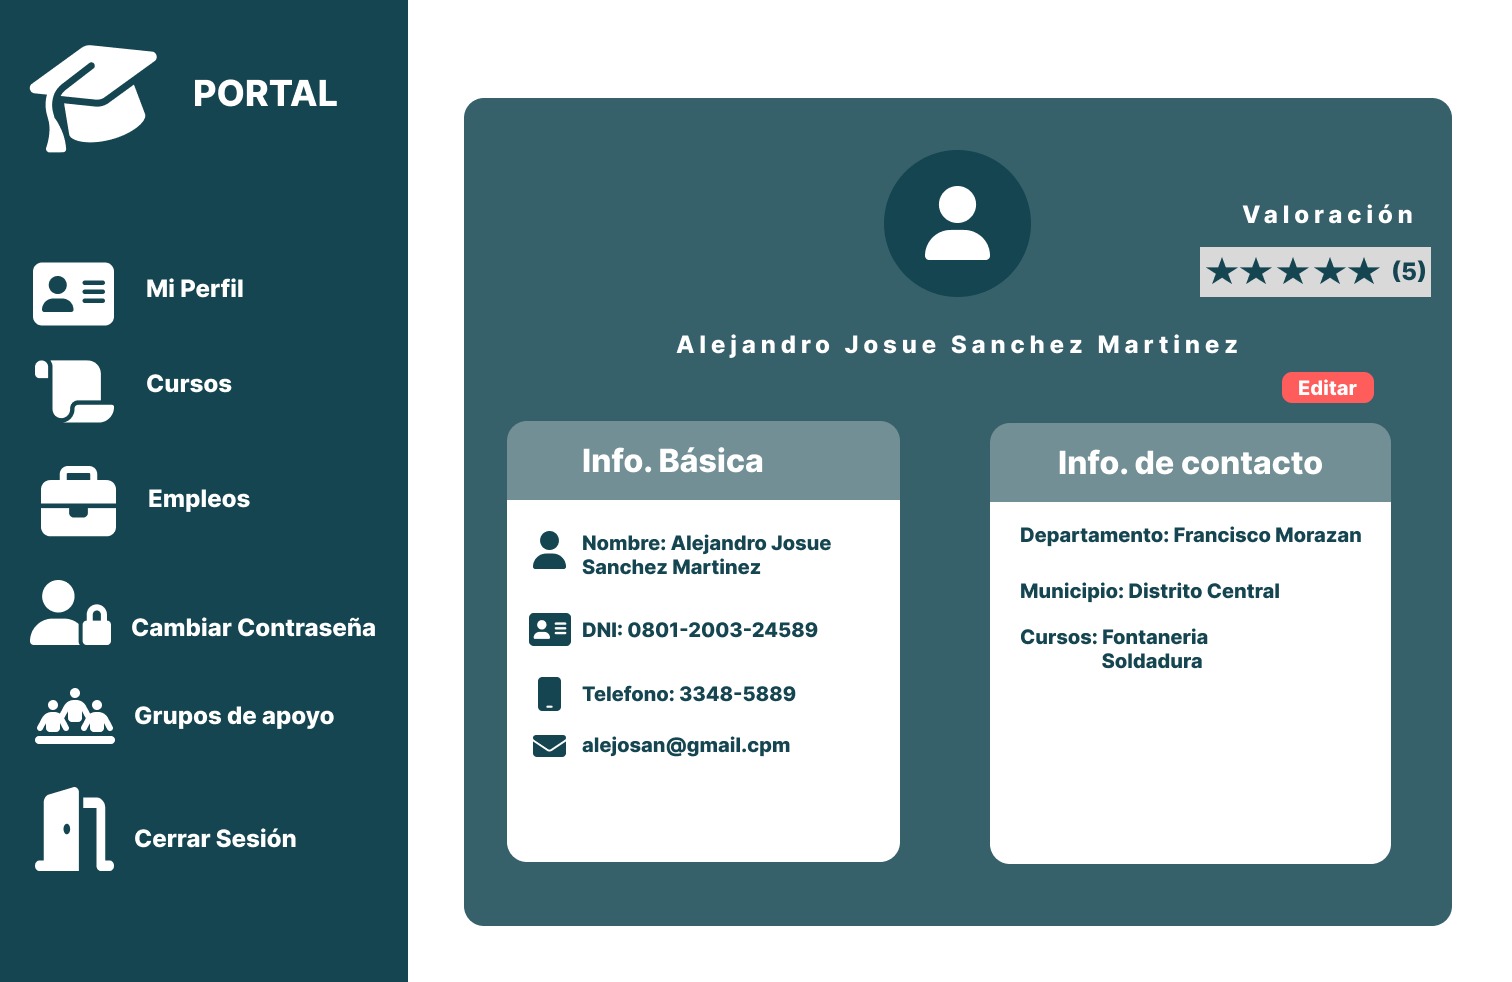 PORTAL
Mi Perfil
Cursos
Empleos
Cambiar Contraseña
Grupos de apoyo
Cerrar Sesión
Valoración
★★★★★ (5)
Alejandro Josue Sanchez Martinez
Editar
Info. Básica
Nombre: Alejandro Josue
Sanchez Martinez
DNI: 0801-2003-24589
Telefono: 3348-5889
alejosan@gmail.cpm
Info. de contacto
Departamento: Francisco Morazan
Municipio: Distrito Central
Cursos: Fontaneria
Soldadura